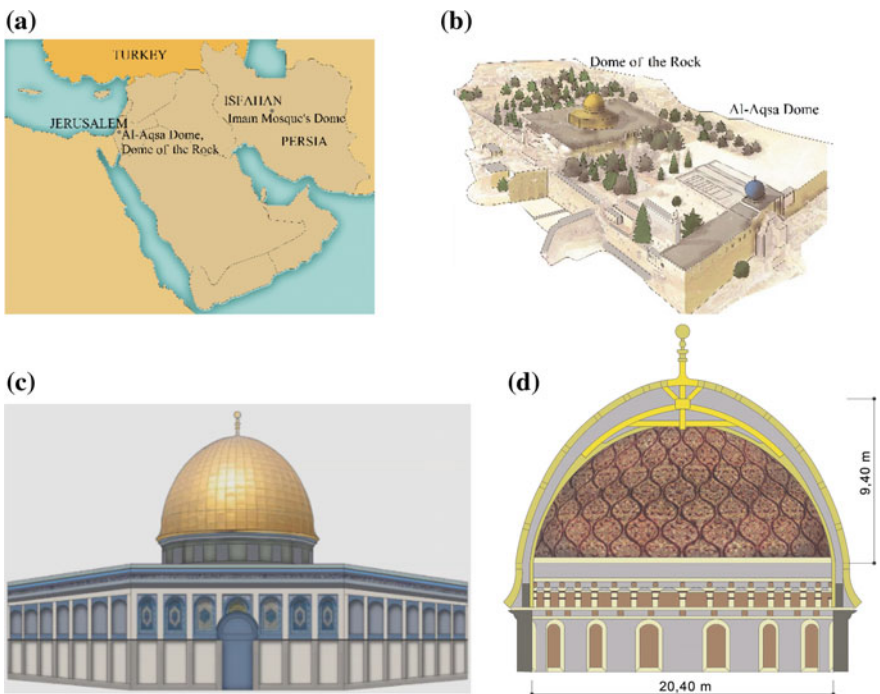 (a)
TURKEY
ISFAHAN
Imam Mosque's Dome
JERUSALEM
Al-Aqsa Dome,
Dome of the Rock
PERSIA
(b)
Dome of the
Rock
Al-Aqsa Dome
(c)
(d)
9,40 m
20,40 m